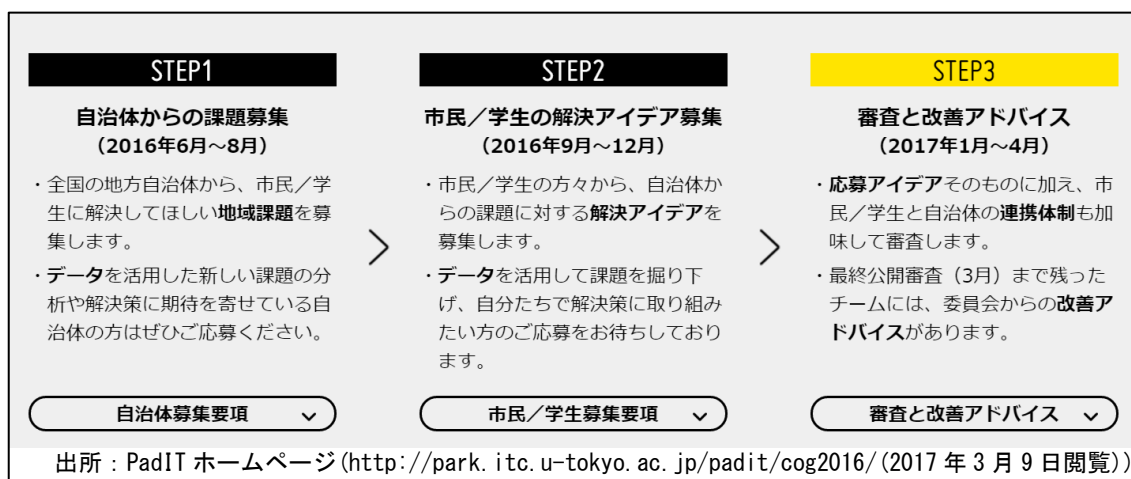 STEP1
自治体からの課題募集
（2016年6月～8月）
・全国の地方自治体から、市民／学
生に解決してほしい地域課題を募
集します。
・データを活用した新しい課題の分
析や解決策に期待を寄せている自
治体の方はぜひご応募ください。
自治体募集要項
STEP2
市民／学生の解決アイデア募集
（2016年9月～12月）
・市民／学生の方々から、自治体か
らの課題に対する解決アイデアを
募集します。
・データを活用して課題を掘り下
げ、自分たちで解決策に取り組み
たい方のご応募をお待ちしており
ます。
市民／学生募集要項
STEP3
審査と改善アドバイス
（2017年1月～4月）
・応募アイデアそのものに加え、市
民／学生と自治体の連携体制も加
味して審査します。
・最終公開審査（3月）まで残った
チームには、委員会からの改善ア
ドバイスがあります。
審査と改善アドバイス
出所：PadIT ホームページ(http://park.itc.u-tokyo.ac.jp/padit/cog2016/(2017 年 3 月 9 日閲覧))